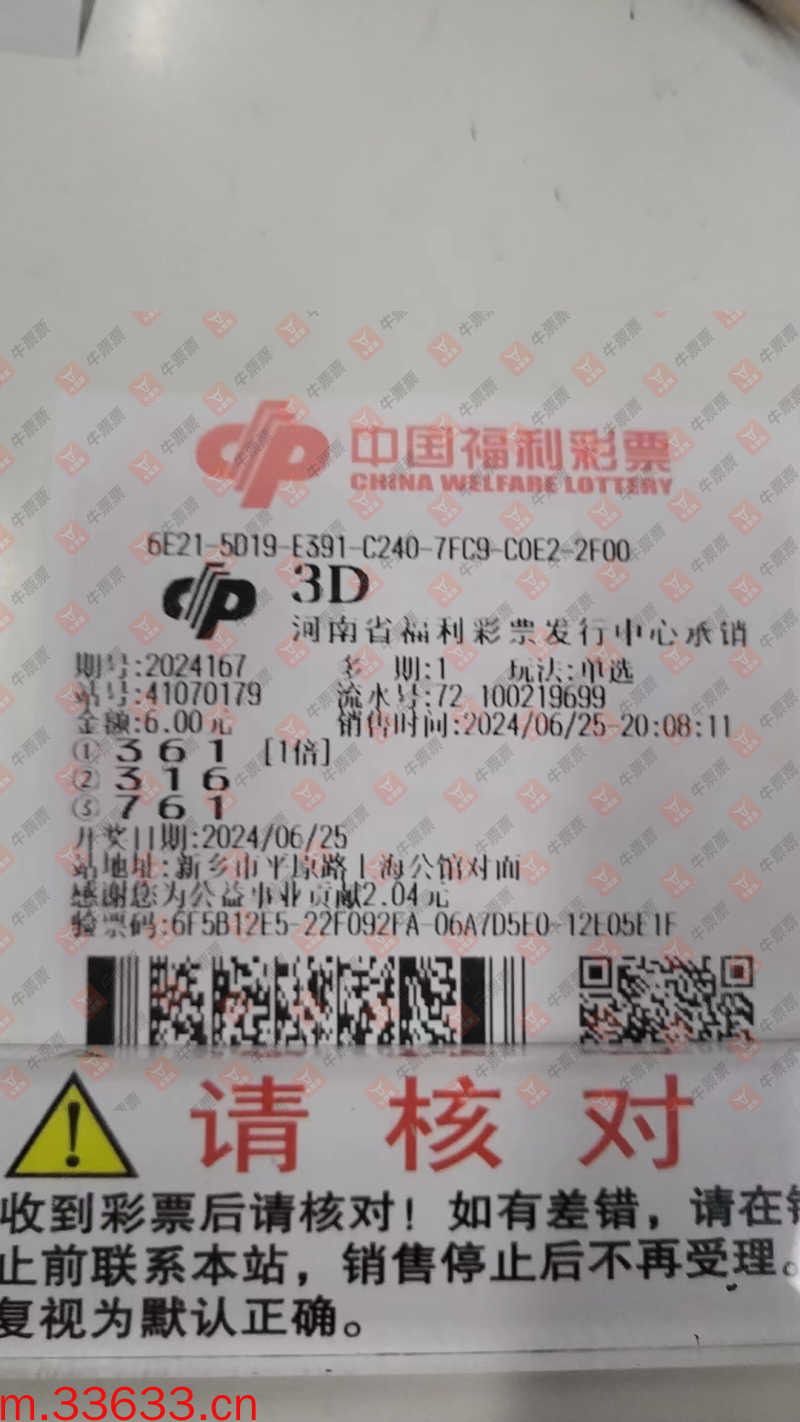 中国福利彩票
CHINA WELFARE LOTTERY
6E21-5D19-E391-C240-7FC9-C0E2-2F00
3D
河南省福利彩票发行中心承销
期号:2024167 多 期:1 玩法:单选
站号:41070179 流水号:72 100219699
金额:6.00元 销售时间:2024/06/25-20:08:11
① 3 6 1 [1倍]
② 3 1 6
③ 7 6 1
开奖日期:2024/06/25
站地址:新乡市平原路上海公馆对面
感谢您为公益事业贡献2.04元
验票码:6F5B12E5-22F092FA-06A7D5E0-12E05E1F
请核对
收到彩票后请核对！如有差错，请在销
止前联系本站，销售停止后不再受理。
复视为默认正确。
牛票票
m.33633.cn